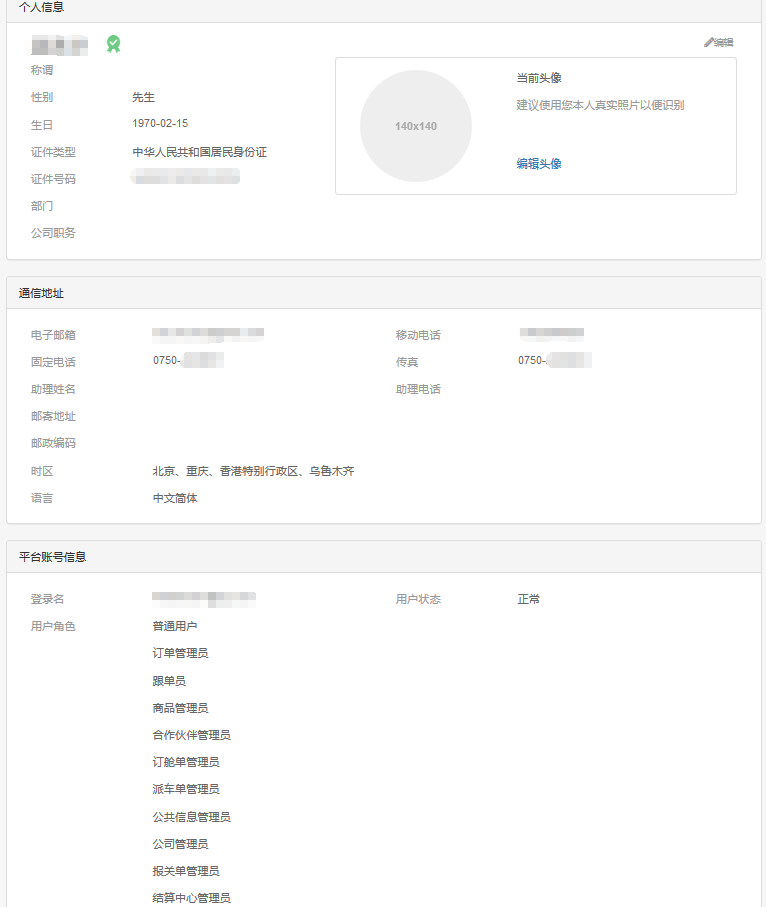 个人信息
编辑
称谓
性别 先生
生日 1970-02-15
证件类型 中华人民共和国居民身份证
证件号码
部门
公司职务
当前头像
建议使用您本人真实照片以便识别
140x140
编辑头像
通信地址
电子邮箱 移动电话
固定电话 0750- 传真 0750-
助理姓名 助理电话
邮寄地址
邮政编码
时区 北京、重庆、香港特别行政区、乌鲁木齐
语言 中文简体
平台账号信息
登录名 用户状态 正常
用户角色 普通用户
订单管理员
跟单员
商品管理员
合作伙伴管理员
订舱单管理员
派车单管理员
公共信息管理员
公司管理员
报关单管理员
结算中心管理员